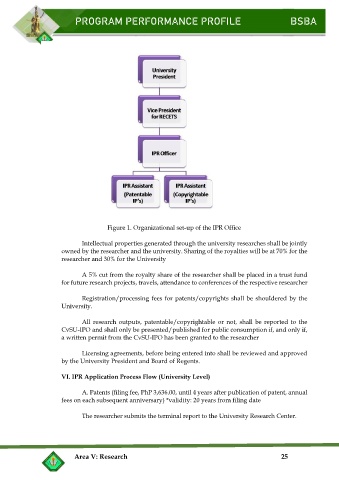 PROGRAM PERFORMANCE PROFILE BSBA
University
President
Vice President
for RECETS
IPR Officer
IPR Assistant
(Patentable
IP's)
IPR Assistant
(Copyrightable
IP's)
Figure 1. Organizational set-up of the IPR Office
Intellectual properties generated through the university researches shall be jointly
owned by the researcher and the university. Sharing of the royalties will be at 70% for the
researcher and 30% for the University
A 5% cut from the royalty share of the researcher shall be placed in a trust fund
for future research projects, travels, attendance to conferences of the respective researcher
Registration/processing fees for patents/copyrights shall be shouldered by the
University.
All research outputs, patentable/copyrightable or not, shall be reported to the
CvSU-IPO and shall only be presented/published for public consumption if, and only if,
a written permit from the CvSU-IPO has been granted to the researcher
Licensing agreements, before being entered into shall be reviewed and approved
by the University President and Board of Regents.
VI. IPR Application Process Flow (University Level)
A. Patents (filing fee, PhP 3,636.00, until 4 years after publication of patent, annual
fees on each subsequent anniversary) *validity: 20 years from filing date
The researcher submits the terminal report to the University Research Center.
Area V: Research 25